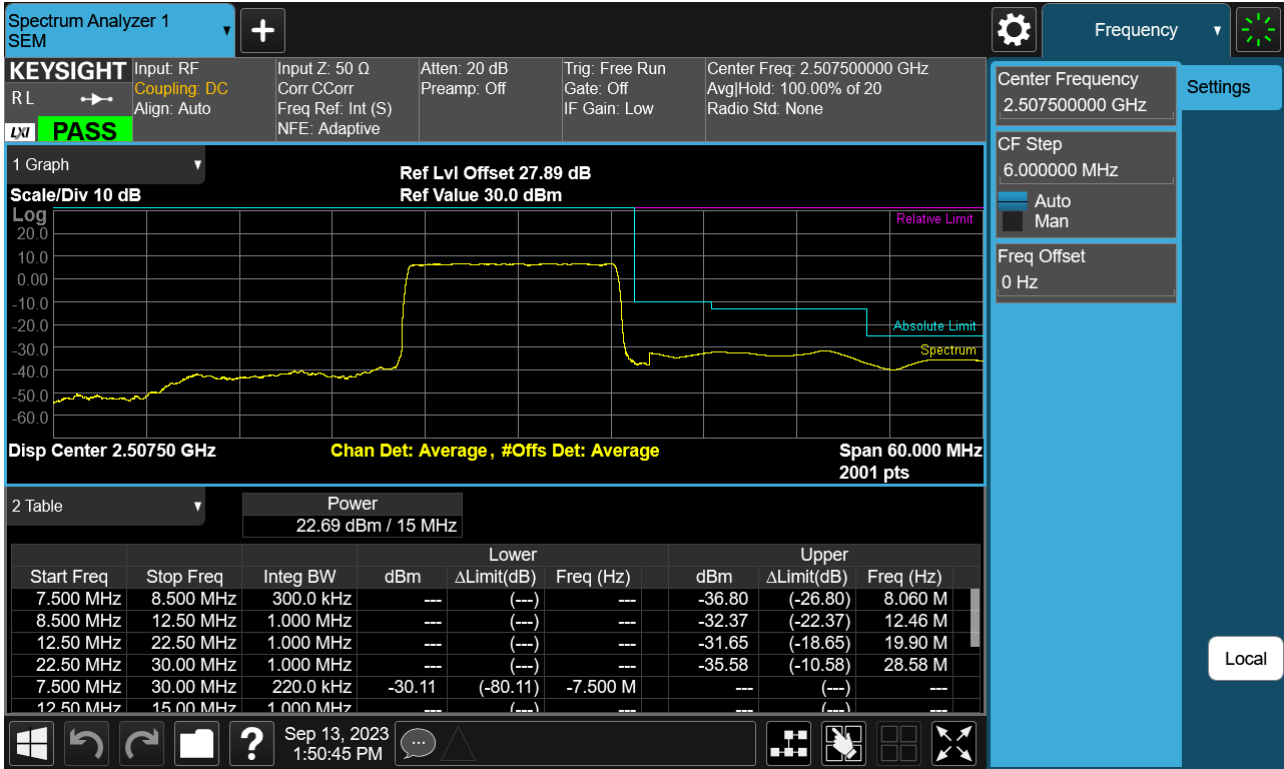 Spectrum Analyzer 1
SEM
+
Frequency
KEYSIGHT
R L
LXI
PASS
Input: RF
Coupling: DC
Align: Auto
Input Z: 50 Ω
Corr CCorr
Freq Ref: Int (S)
NFE: Adaptive
Atten: 20 dB
Preamp: Off
Trig: Free Run
Gate: Off
IF Gain: Low
Center Freq: 2.507500000 GHz
Avg|Hold: 100.00% of 20
Radio Std: None
Center Frequency
2.507500000 GHz
Settings
CF Step
6.000000 MHz
Auto
Man
Freq Offset
0 Hz
1 Graph
Ref Lvl Offset 27.89 dB
Scale/Div 10 dB
Ref Value 30.0 dBm
Log
Relative Limit
20.0
10.0
0.00
-10.0
-20.0
Absolute Limit
-30.0
Spectrum
-40.0
-50.0
-60.0
Disp Center 2.50750 GHz
Chan Det: Average , #Offs Det: Average
Span 60.000 MHz
2001 pts
2 Table
Power
22.69 dBm / 15 MHz
Lower Upper
Start Freq Stop Freq Integ BW dBm ΔLimit(dB) Freq (Hz) dBm ΔLimit(dB) Freq (Hz)
7.500 MHz 8.500 MHz 300.0 kHz --- (---) --- -36.80 (-26.80) 8.060 M
8.500 MHz 12.50 MHz 1.000 MHz --- (---) --- -32.37 (-22.37) 12.46 M
12.50 MHz 22.50 MHz 1.000 MHz --- (---) --- -31.65 (-18.65) 19.90 M
22.50 MHz 30.00 MHz 1.000 MHz --- (---) --- -35.58 (-10.58) 28.58 M
7.500 MHz 30.00 MHz 220.0 kHz -30.11 (-80.11) -7.500 M --- (---) ---
12.50 MHz 15.00 MHz 1.000 MHz --- (---) --- --- (---) ---
Local
?
Sep 13, 2023
1:50:45 PM